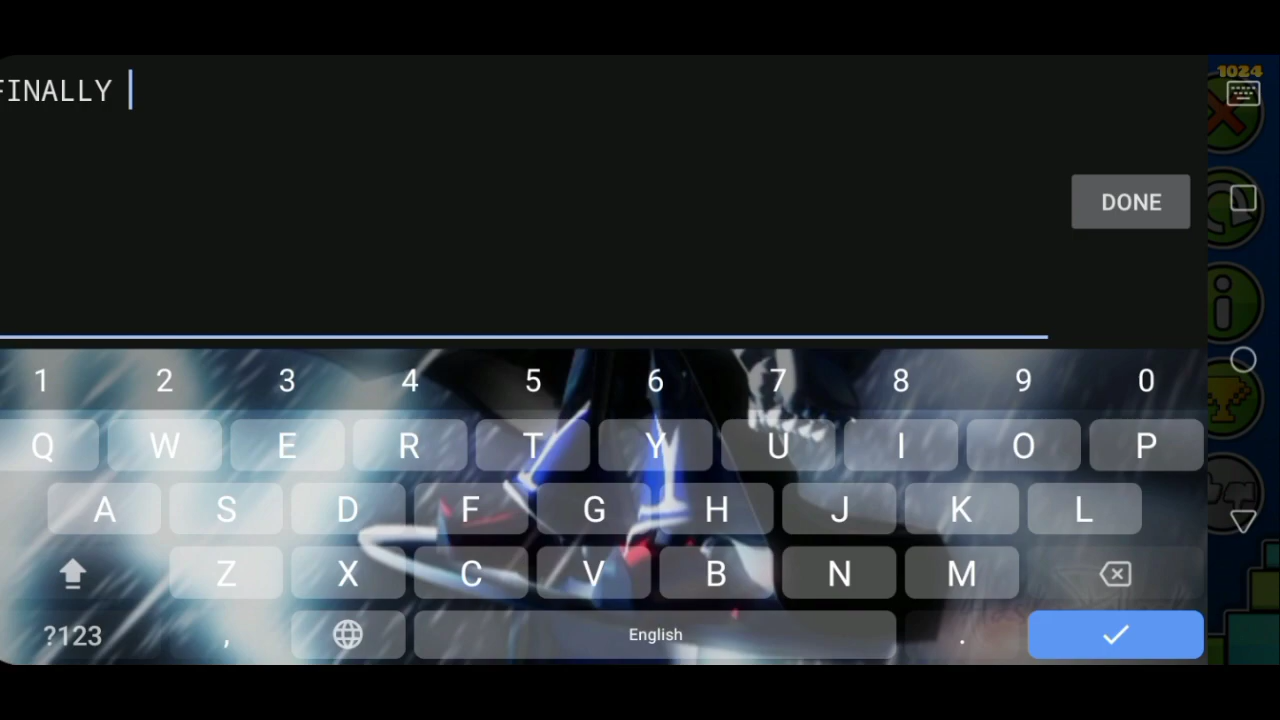 FINALLY
1024
DONE
1 2 3 4 5 6 7 8 9 0
Q W E R T Y U I O P
A S D F G H J K L
Z X C V B N M
?123 , English .